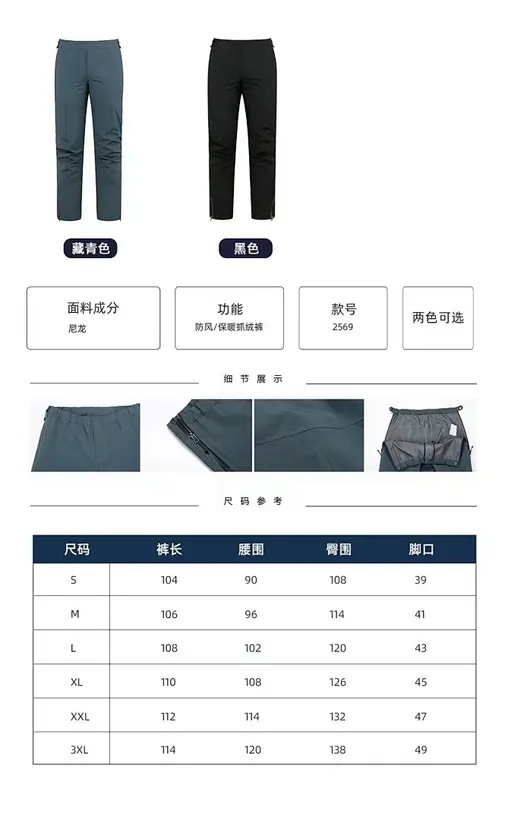 藏青色
黑色
面料成分
尼龙
功能
防风/保暖抓绒裤
款号
2569
两色可选
细节展示
尺码参考
尺码 裤长 腰围 臀围 脚口
S 104 90 108 39
M 106 96 114 41
L 108 102 120 43
XL 110 108 126 45
XXL 112 114 132 47
3XL 114 120 138 49